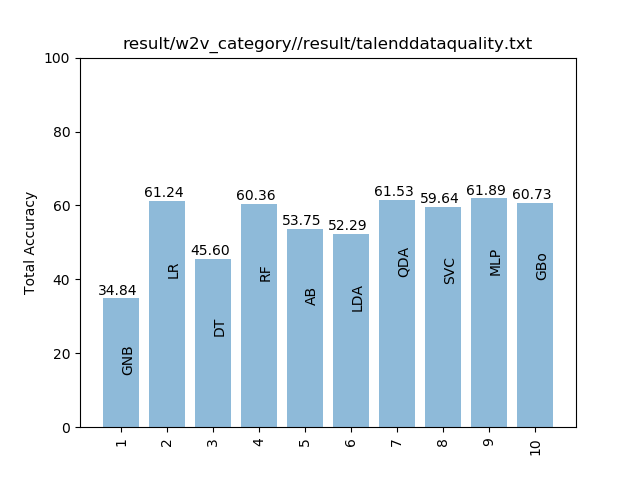 result/w2v_category//result/talenddataquality.txt
Total Accuracy
100
80
60
40
20
0
34.84
61.24
45.60
60.36
53.75
52.29
61.53
59.64
61.89
60.73
GNB
LR
DT
RF
AB
LDA
QDA
SVC
MLP
GBo
1
2
3
4
5
6
7
8
9
10